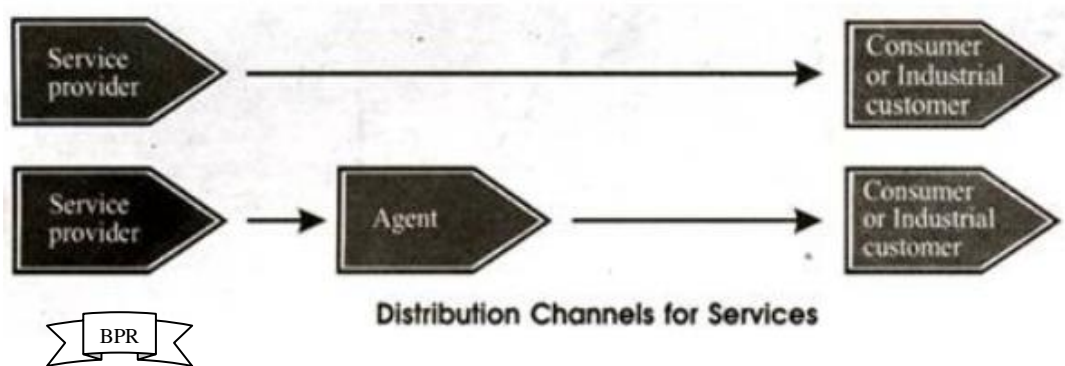 Service
provider
Consumer
or Industrial
customer
Service
provider
Agent
Consumer
or Industrial
customer
Distribution Channels for Services
BPR